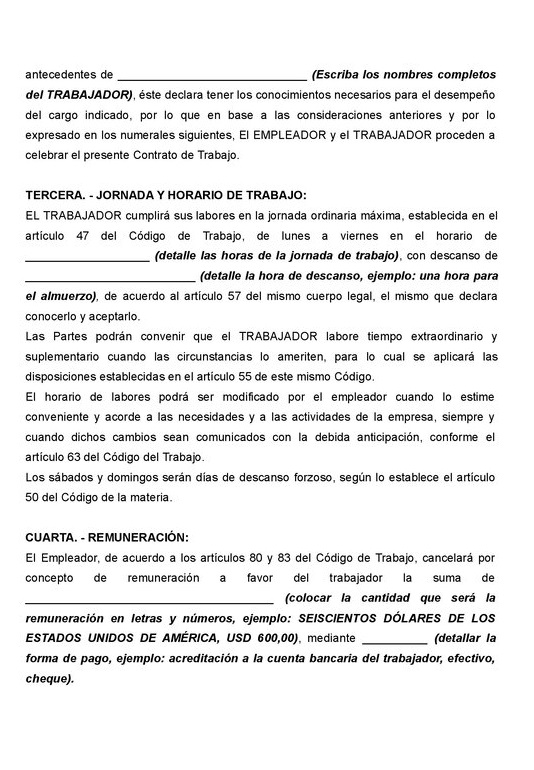 antecedentes de _____________________________ (Escriba los nombres completos
del TRABAJADOR), éste declara tener los conocimientos necesarios para el desempeño
del cargo indicado, por lo que en base a las consideraciones anteriores y por lo
expresado en los numerales siguientes, El EMPLEADOR y el TRABAJADOR proceden a
celebrar el presente Contrato de Trabajo.
TERCERA. - JORNADA Y HORARIO DE TRABAJO:
EL TRABAJADOR cumplirá sus labores en la jornada ordinaria máxima, establecida en el
artículo 47 del Código de Trabajo, de lunes a viernes en el horario de
___________________ (detalle las horas de la jornada de trabajo), con descanso de
__________________________ (detalle la hora de descanso, ejemplo: una hora para
el almuerzo), de acuerdo al artículo 57 del mismo cuerpo legal, el mismo que declara
conocerlo y aceptarlo.
Las Partes podrán convenir que el TRABAJADOR labore tiempo extraordinario y
suplementario cuando las circunstancias lo ameriten, para lo cual se aplicará las
disposiciones establecidas en el artículo 55 de este mismo Código.
El horario de labores podrá ser modificado por el empleador cuando lo estime
conveniente y acorde a las necesidades y a las actividades de la empresa, siempre y
cuando dichos cambios sean comunicados con la debida anticipación, conforme el
artículo 63 del Código del Trabajo.
Los sábados y domingos serán días de descanso forzoso, según lo establece el artículo
50 del Código de la materia.
CUARTA. - REMUNERACIÓN:
El Empleador, de acuerdo a los artículos 80 y 83 del Código de Trabajo, cancelará por
concepto de remuneración a favor del trabajador la suma de
______________________________________ (colocar la cantidad que será la
remuneración en letras y números, ejemplo: SEISCIENTOS DÓLARES DE LOS
ESTADOS UNIDOS DE AMÉRICA, USD 600,00), mediante __________ (detallar la
forma de pago, ejemplo: acreditación a la cuenta bancaria del trabajador, efectivo,
cheque).